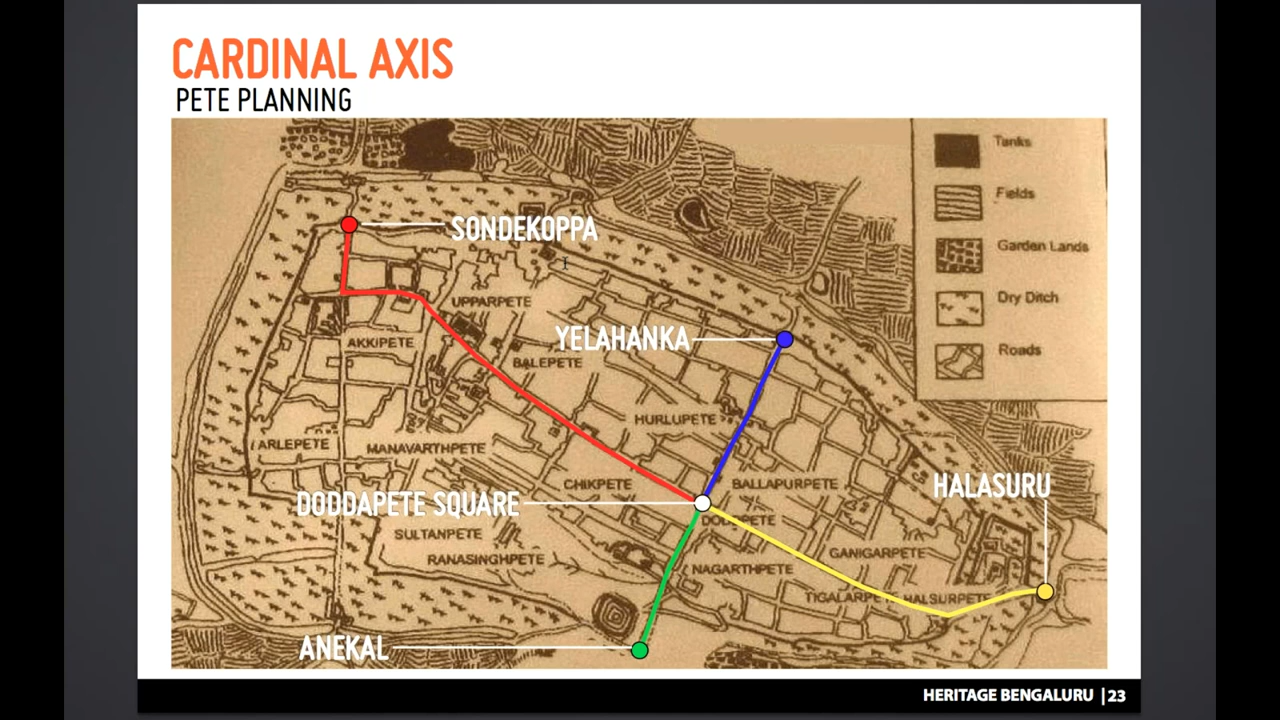 CARDINAL AXIS
PETE PLANNING
Tanks
Fields
Garden Lands
Dry Ditch
Roads
SONDEKOPPA
UPPARPETE
YELAHANKA
AKKIPETE
BALEPETE
HURLUPETE
ARLEPETE
MANAVARTHPETE
CHIKPETE
BALLAPURPETE
HALASURU
DODDAPETE SQUARE
DODDPETE
SULTANPETE
RANASINGHPETE
GANIGARPETE
NAGARTHPETE
TIGALARPETE
HALSURPETE
ANEKAL
HERITAGE BENGALURU |23